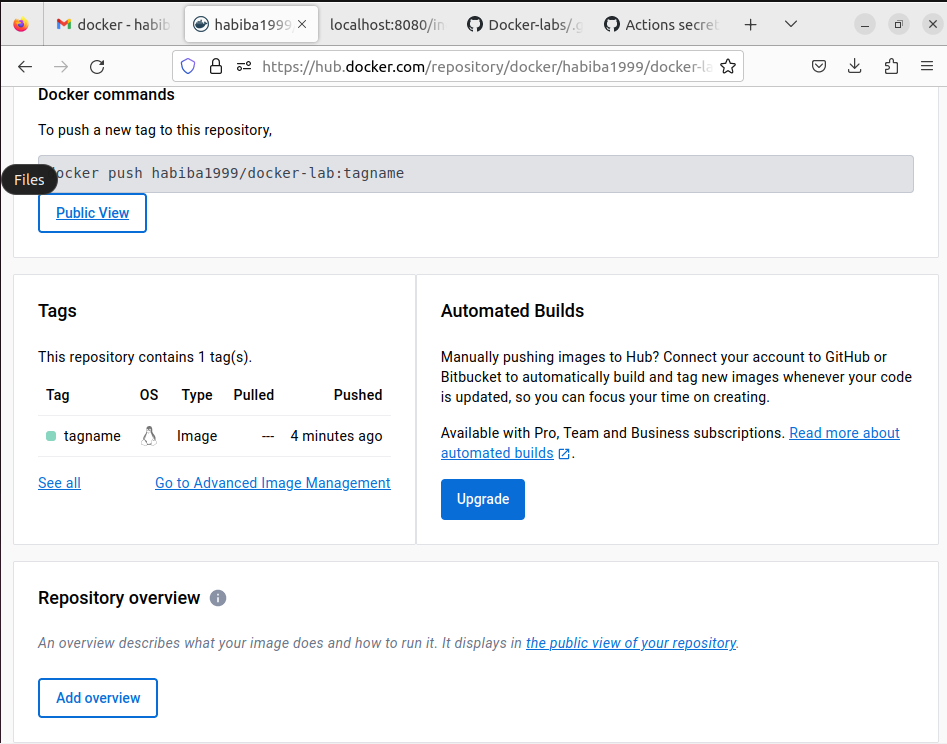 docker - habib
habiba1999
localhost:8080/in
Docker-labs/.g
Actions secret
https://hub.docker.com/repository/docker/habiba1999/docker-la
Docker commands
To push a new tag to this repository,
Files
ocker push habiba1999/docker-lab:tagname
Public View
Tags
This repository contains 1 tag(s).
Tag OS Type Pulled Pushed
tagname Image --- 4 minutes ago
See all Go to Advanced Image Management
Automated Builds
Manually pushing images to Hub? Connect your account to GitHub or
Bitbucket to automatically build and tag new images whenever your code
is updated, so you can focus your time on creating.
Available with Pro, Team and Business subscriptions. Read more about
automated builds .
Upgrade
Repository overview
An overview describes what your image does and how to run it. It displays in the public view of your repository.
Add overview